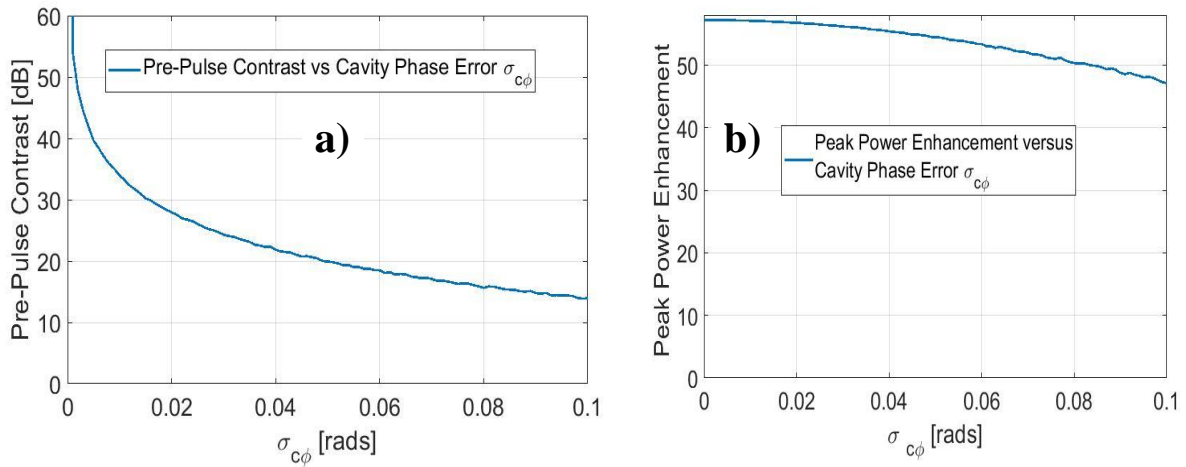 Pre-Pulse Contrast [dB]
60
50
40
30
20
10
0
Pre-Pulse Contrast vs Cavity Phase Error σcϕ
a)
0 0.02 0.04 0.06 0.08 0.1
σcϕ [rads]
Peak Power Enhancement
50
40
30
20
10
0
b)
Peak Power Enhancement versus
Cavity Phase Error σcϕ
0 0.02 0.04 0.06 0.08 0.1
σcϕ [rads]